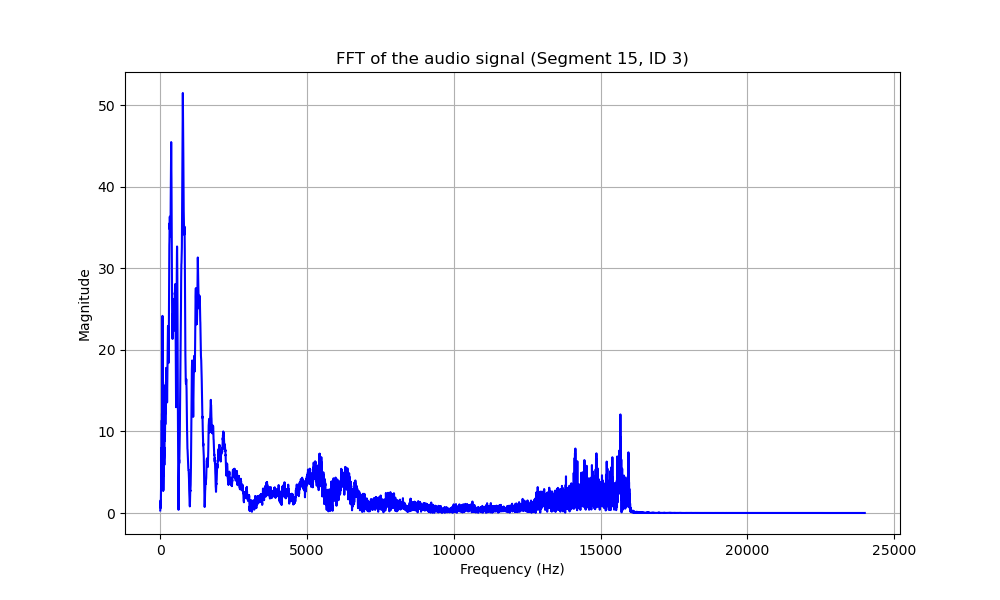 FFT of the audio signal (Segment 15, ID 3)
Magnitude
50
40
30
20
10
0
0 5000 10000 15000 20000 25000
Frequency (Hz)